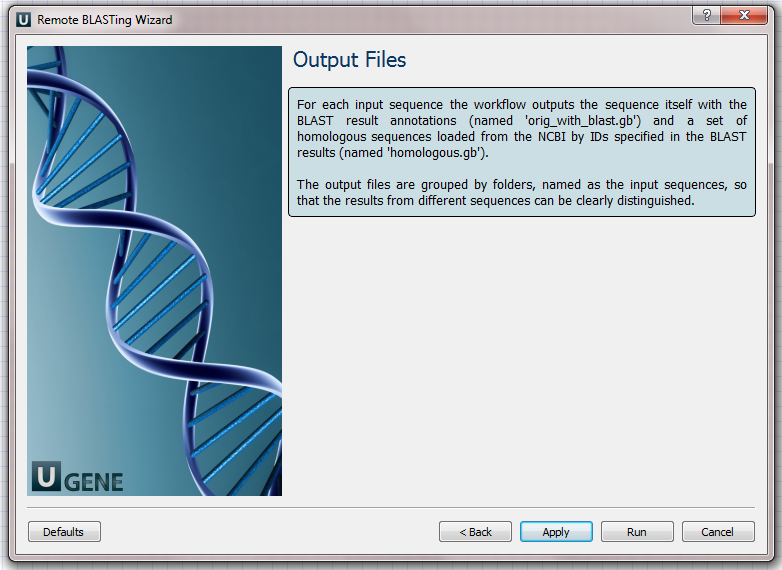 U Remote BLASTing Wizard
?
X
Output Files
For each input sequence the workflow outputs the sequence itself with the
BLAST result annotations (named 'orig_with_blast.gb') and a set of
homologous sequences loaded from the NCBI by IDs specified in the BLAST
results (named 'homologous.gb').
The output files are grouped by folders, named as the input sequences, so
that the results from different sequences can be clearly distinguished.
U GENE
Defaults
< Back
Apply
Run
Cancel